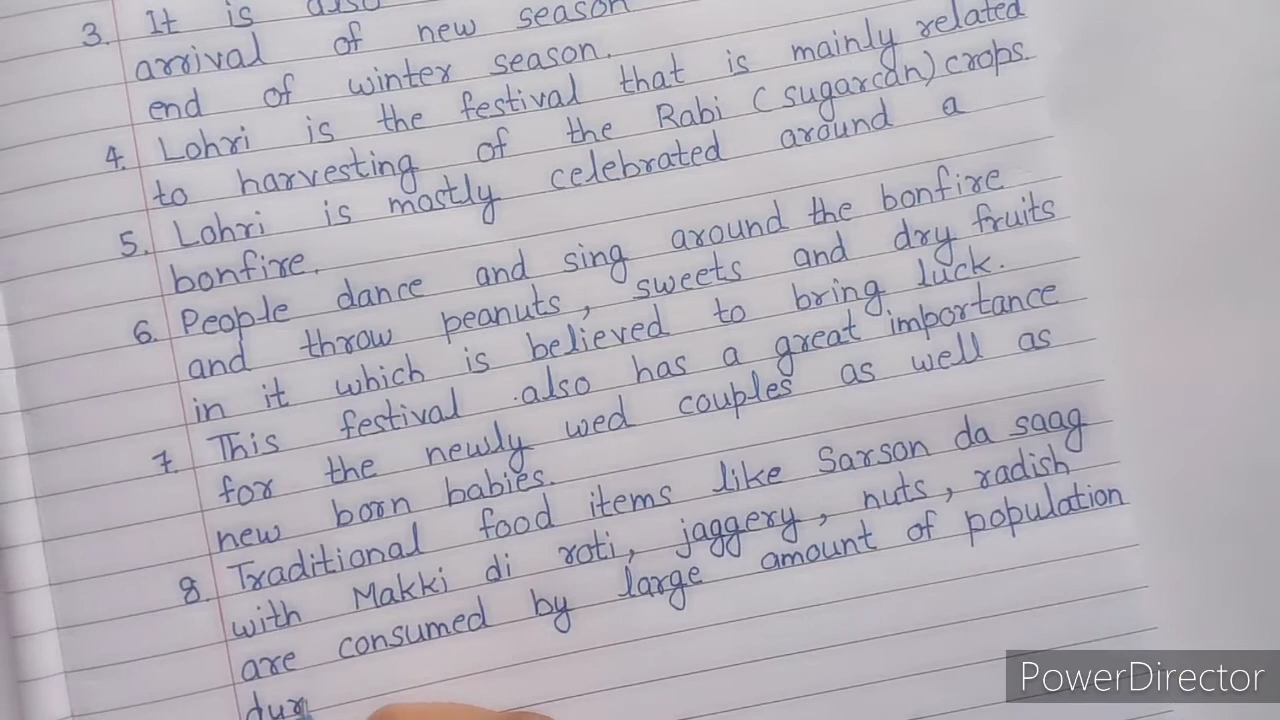 3. It is also
arrival of new season
end of winter season.
4. Lohri is the festival that is mainly related
to harvesting of the Rabi (sugarcan) crops.
5. Lohri is mostly celebrated around a
bonfire.
6. People dance and sing around the bonfire
and throw peanuts, sweets and dry fruits
in it which is believed to bring luck.
7. This festival also has a great importance
for the newly wed couples as well as
new born babies.
8. Traditional food items like Sarson da saag
with Makki di roti, jaggery, nuts, radish
are consumed by large amount of population
dur
PowerDirector